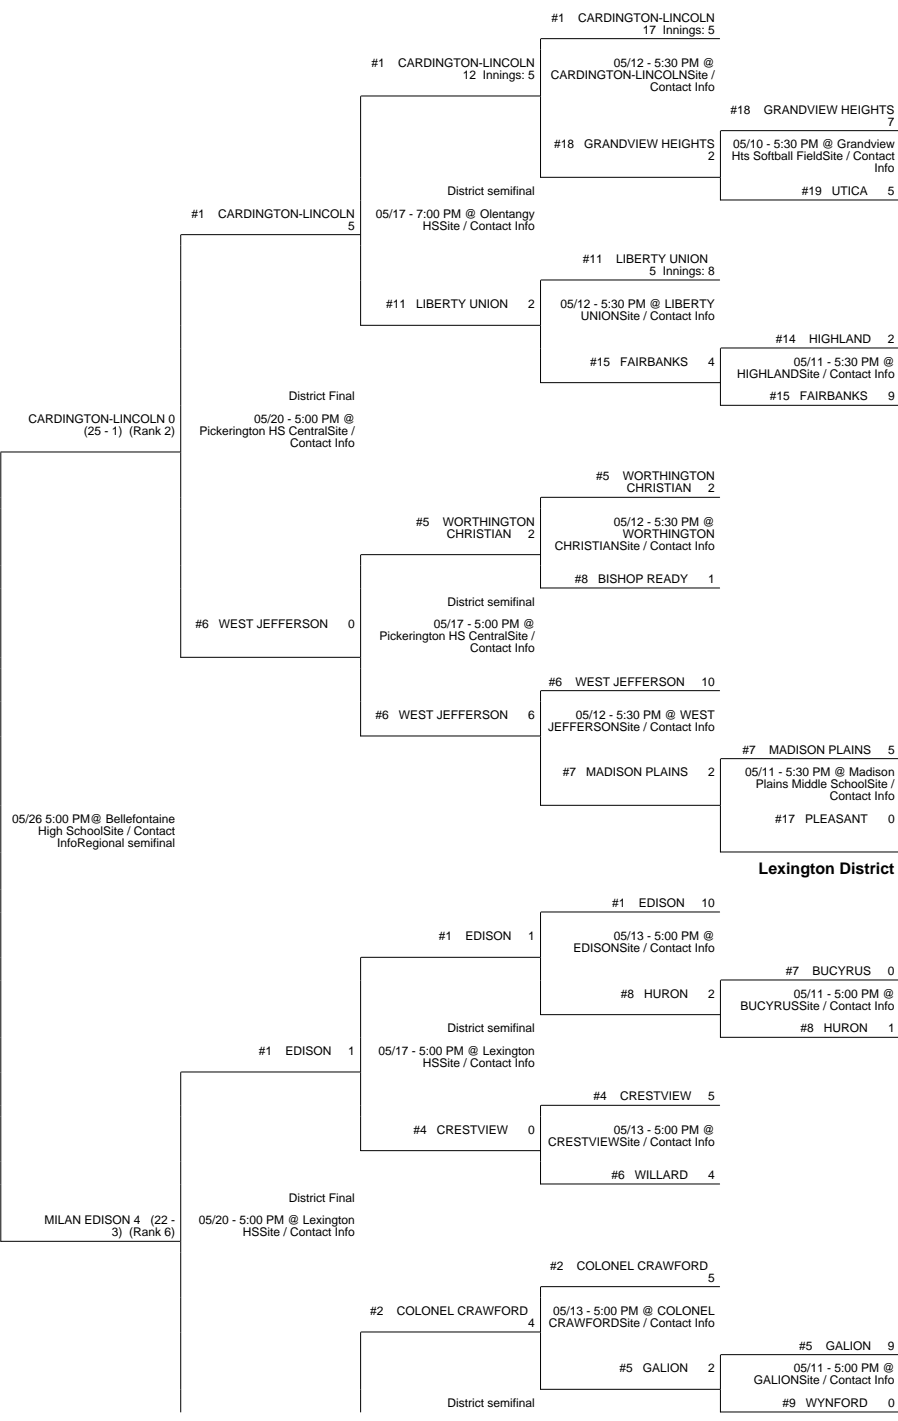 #1 CARDINGTON-LINCOLN
17 Innings: 5
#1 CARDINGTON-LINCOLN
12 Innings: 5
05/12 - 5:30 PM @
CARDINGTON-LINCOLNSite /
Contact Info
#18 GRANDVIEW HEIGHTS
7
#18 GRANDVIEW HEIGHTS
2
05/10 - 5:30 PM @ Grandview
Hts Softball FieldSite / Contact
Info
#19 UTICA 5
District semifinal
05/17 - 7:00 PM @ Olentangy
HSSite / Contact Info
#1 CARDINGTON-LINCOLN
5
#11 LIBERTY UNION
5 Innings: 8
#11 LIBERTY UNION 2
05/12 - 5:30 PM @ LIBERTY
UNIONSite / Contact Info
#14 HIGHLAND 2
#15 FAIRBANKS 4
05/11 - 5:30 PM @
HIGHLANDSite / Contact Info
#15 FAIRBANKS 9
District Final
05/20 - 5:00 PM @
Pickerington HS CentralSite /
Contact Info
CARDINGTON-LINCOLN 0
(25 - 1) (Rank 2)
#5 WORTHINGTON
CHRISTIAN 2
#5 WORTHINGTON
CHRISTIAN 2
05/12 - 5:30 PM @
WORTHINGTON
CHRISTIANSite / Contact Info
#8 BISHOP READY 1
District semifinal
05/17 - 5:00 PM @
Pickerington HS CentralSite /
Contact Info
#6 WEST JEFFERSON 0
#6 WEST JEFFERSON 10
#6 WEST JEFFERSON 6
05/12 - 5:30 PM @ WEST
JEFFERSONSite / Contact Info
#7 MADISON PLAINS 5
#7 MADISON PLAINS 2
05/11 - 5:30 PM @ Madison
Plains Middle SchoolSite /
Contact Info
#17 PLEASANT 0
05/26 5:00 PM@ Bellefontaine
High SchoolSite / Contact
InfoRegional semifinal
Lexington District
#1 EDISON 10
#1 EDISON 1
05/13 - 5:00 PM @
EDISONSite / Contact Info
#7 BUCYRUS 0
#8 HURON 2
05/11 - 5:00 PM @
BUCYRUSSite / Contact Info
#8 HURON 1
District semifinal
05/17 - 5:00 PM @ Lexington
HSSite / Contact Info
#1 EDISON 1
#4 CRESTVIEW 5
#4 CRESTVIEW 0
05/13 - 5:00 PM @
CRESTVIEWSite / Contact Info
#6 WILLARD 4
District Final
05/20 - 5:00 PM @ Lexington
HSSite / Contact Info
MILAN EDISON 4 (22 -
3) (Rank 6)
#2 COLONEL CRAWFORD
5
#2 COLONEL CRAWFORD
4
05/13 - 5:00 PM @ COLONEL
CRAWFORDSite / Contact Info
#5 GALION 9
#5 GALION 2
05/11 - 5:00 PM @
GALIONSite / Contact Info
#9 WYNFORD 0
District semifinal